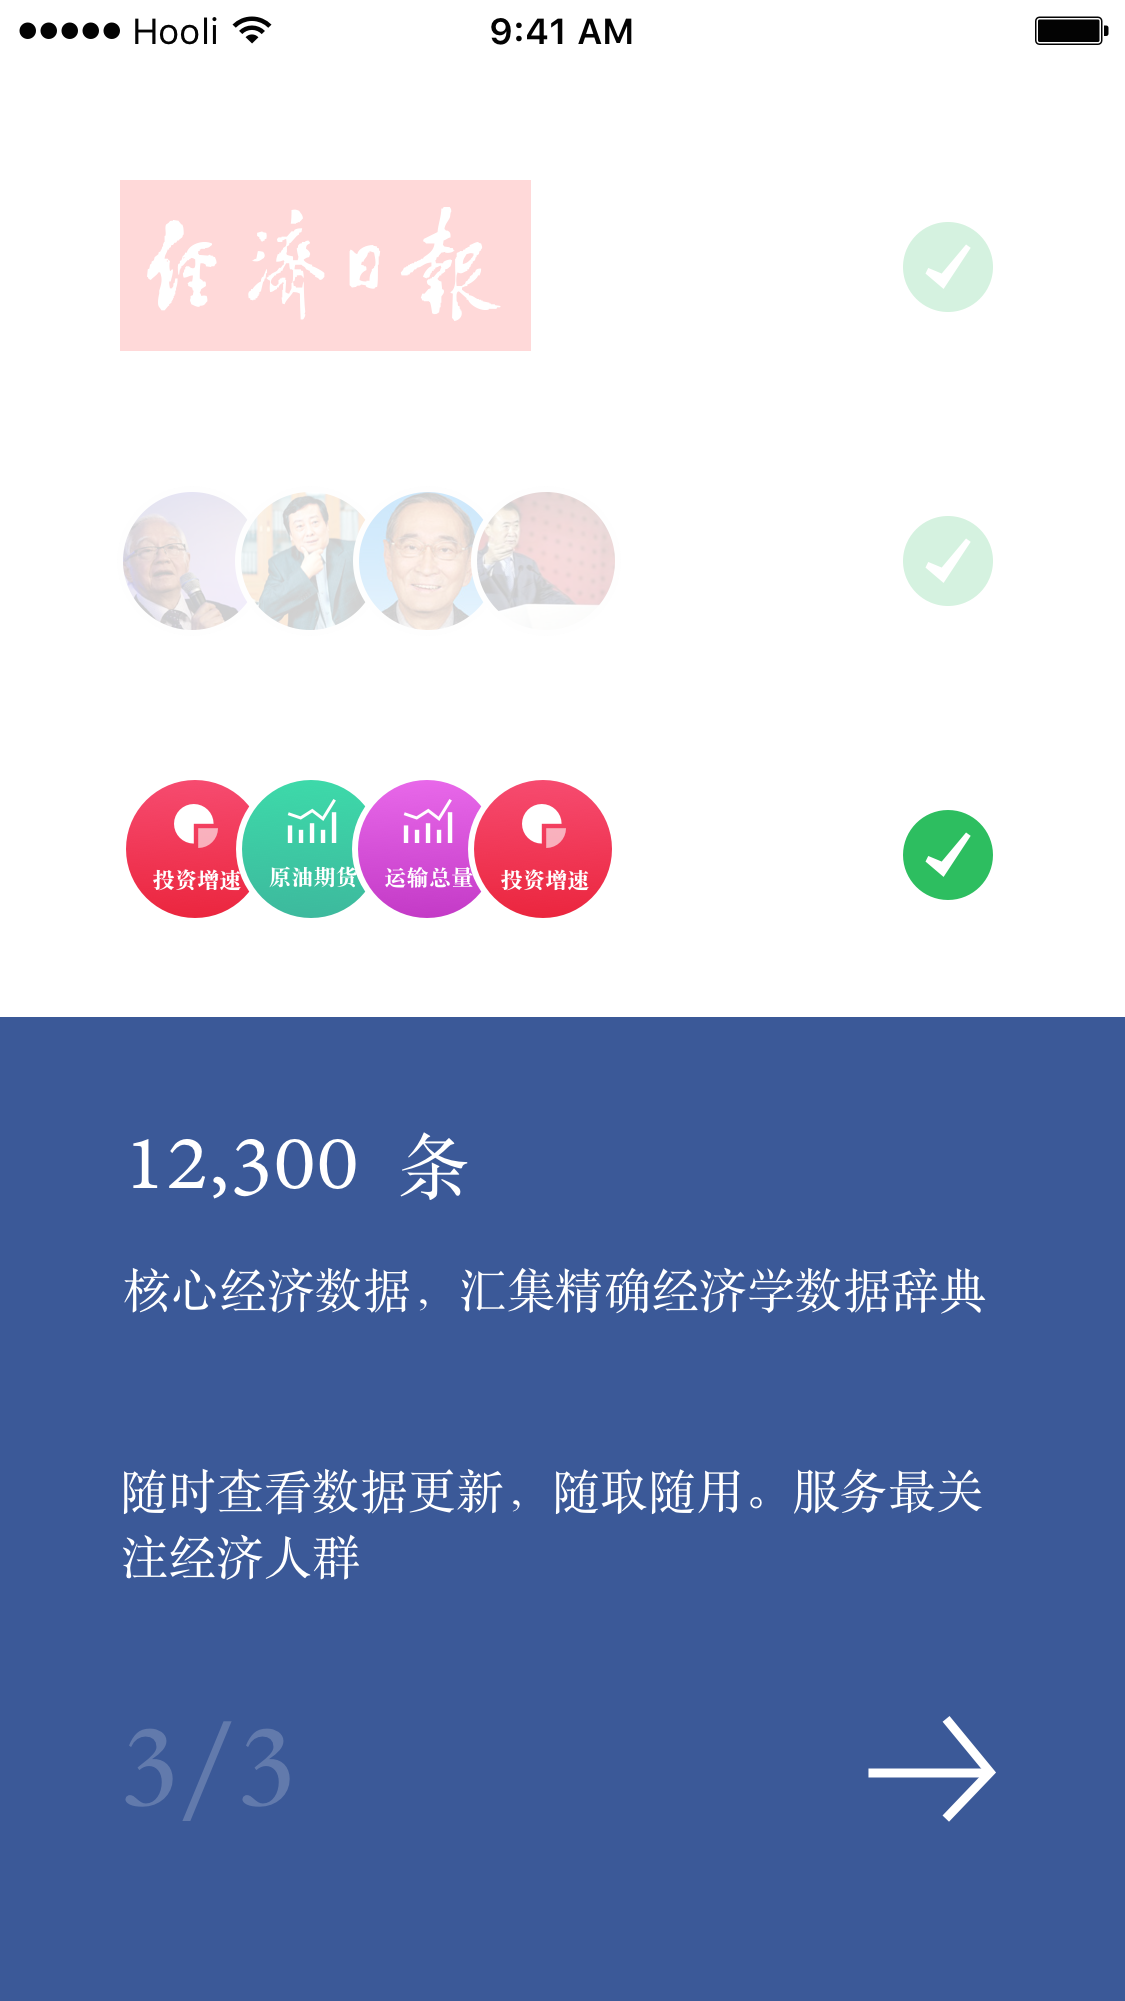 Hooli 9:41 AM
經濟日報
投资增速 原油期货 运输总量 投资增速
12,300 条
核心经济数据，汇集精确经济学数据辞典
随时查看数据更新，随取随用。服务最关
注经济人群
3/3